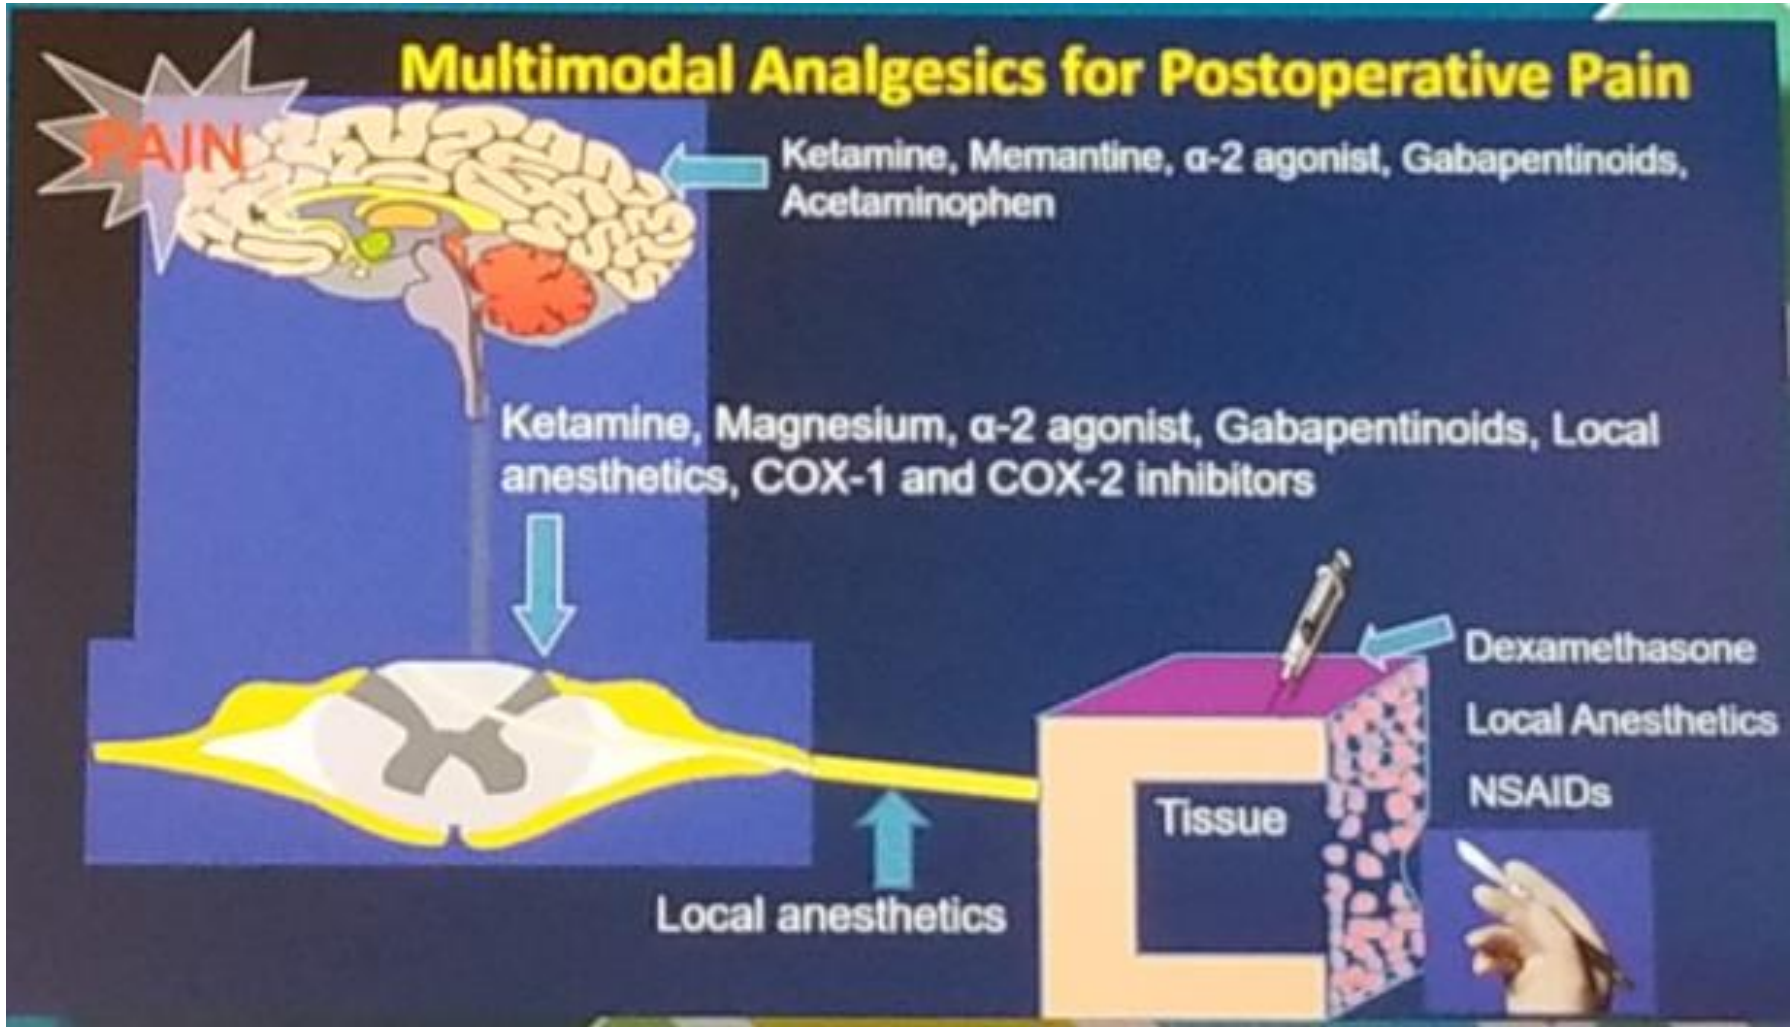 Multimodal Analgesics for Postoperative Pain
PAIN
Ketamine, Memantine, α-2 agonist, Gabapentinoids,
Acetaminophen
Ketamine, Magnesium, α-2 agonist, Gabapentinoids, Local
anesthetics, COX-1 and COX-2 inhibitors
Dexamethasone
Local Anesthetics
NSAIDs
Tissue
Local anesthetics